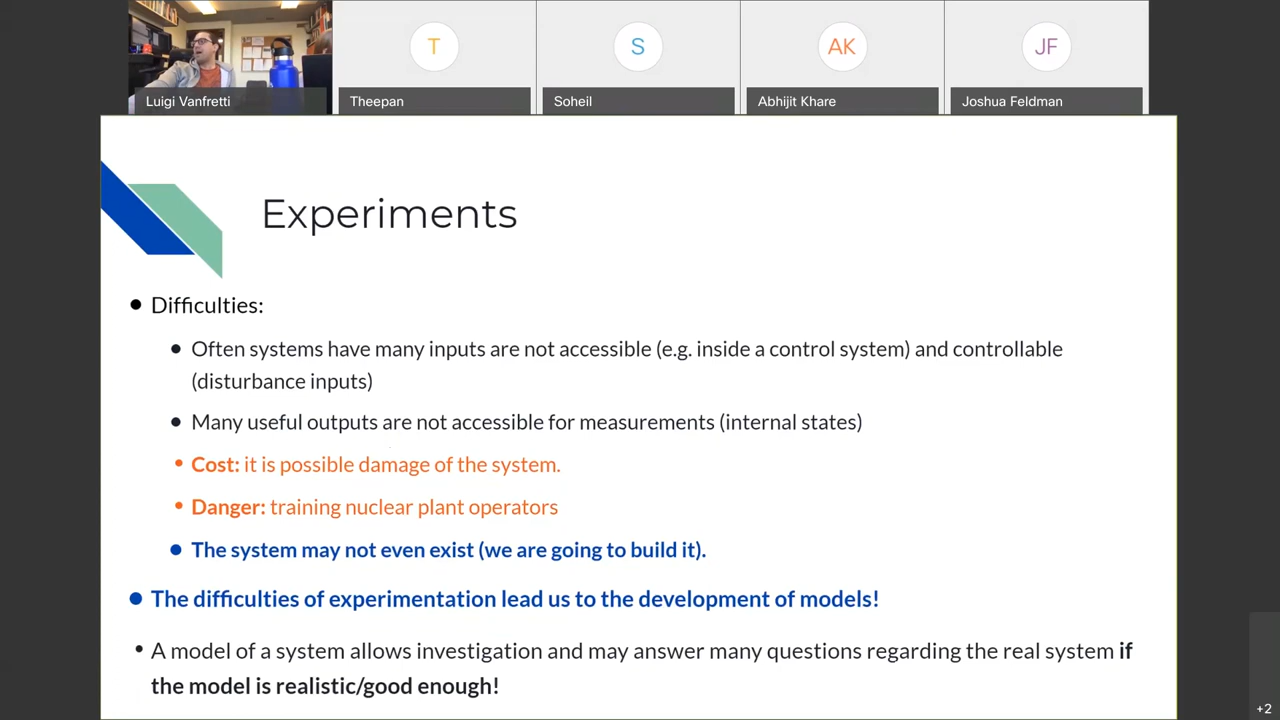 T
S
AK
JF
Luigi Vanfretti
Theepan
Soheil
Abhijit Khare
Joshua Feldman
Experiments
Difficulties:
Often systems have many inputs are not accessible (e.g. inside a control system) and controllable
(disturbance inputs)
Many useful outputs are not accessible for measurements (internal states)
Cost: it is possible damage of the system.
Danger: training nuclear plant operators
The system may not even exist (we are going to build it).
The difficulties of experimentation lead us to the development of models!
A model of a system allows investigation and may answer many questions regarding the real system if
the model is realistic/good enough!
+2